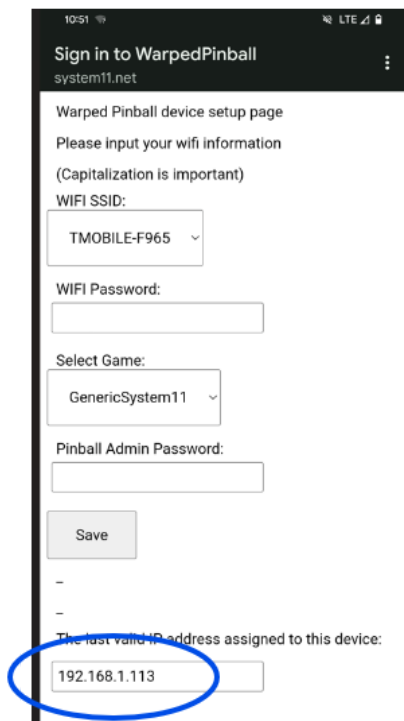 10:51
LTE
Sign in to WarpedPinball
system11.net
Warped Pinball device setup page
Please input your wifi information
(Capitalization is important)
WIFI SSID:
TMOBILE-F965
WIFI Password:
Select Game:
GenericSystem11
Pinball Admin Password:
Save
–
–
The last valid IP address assigned to this device:
192.168.1.113